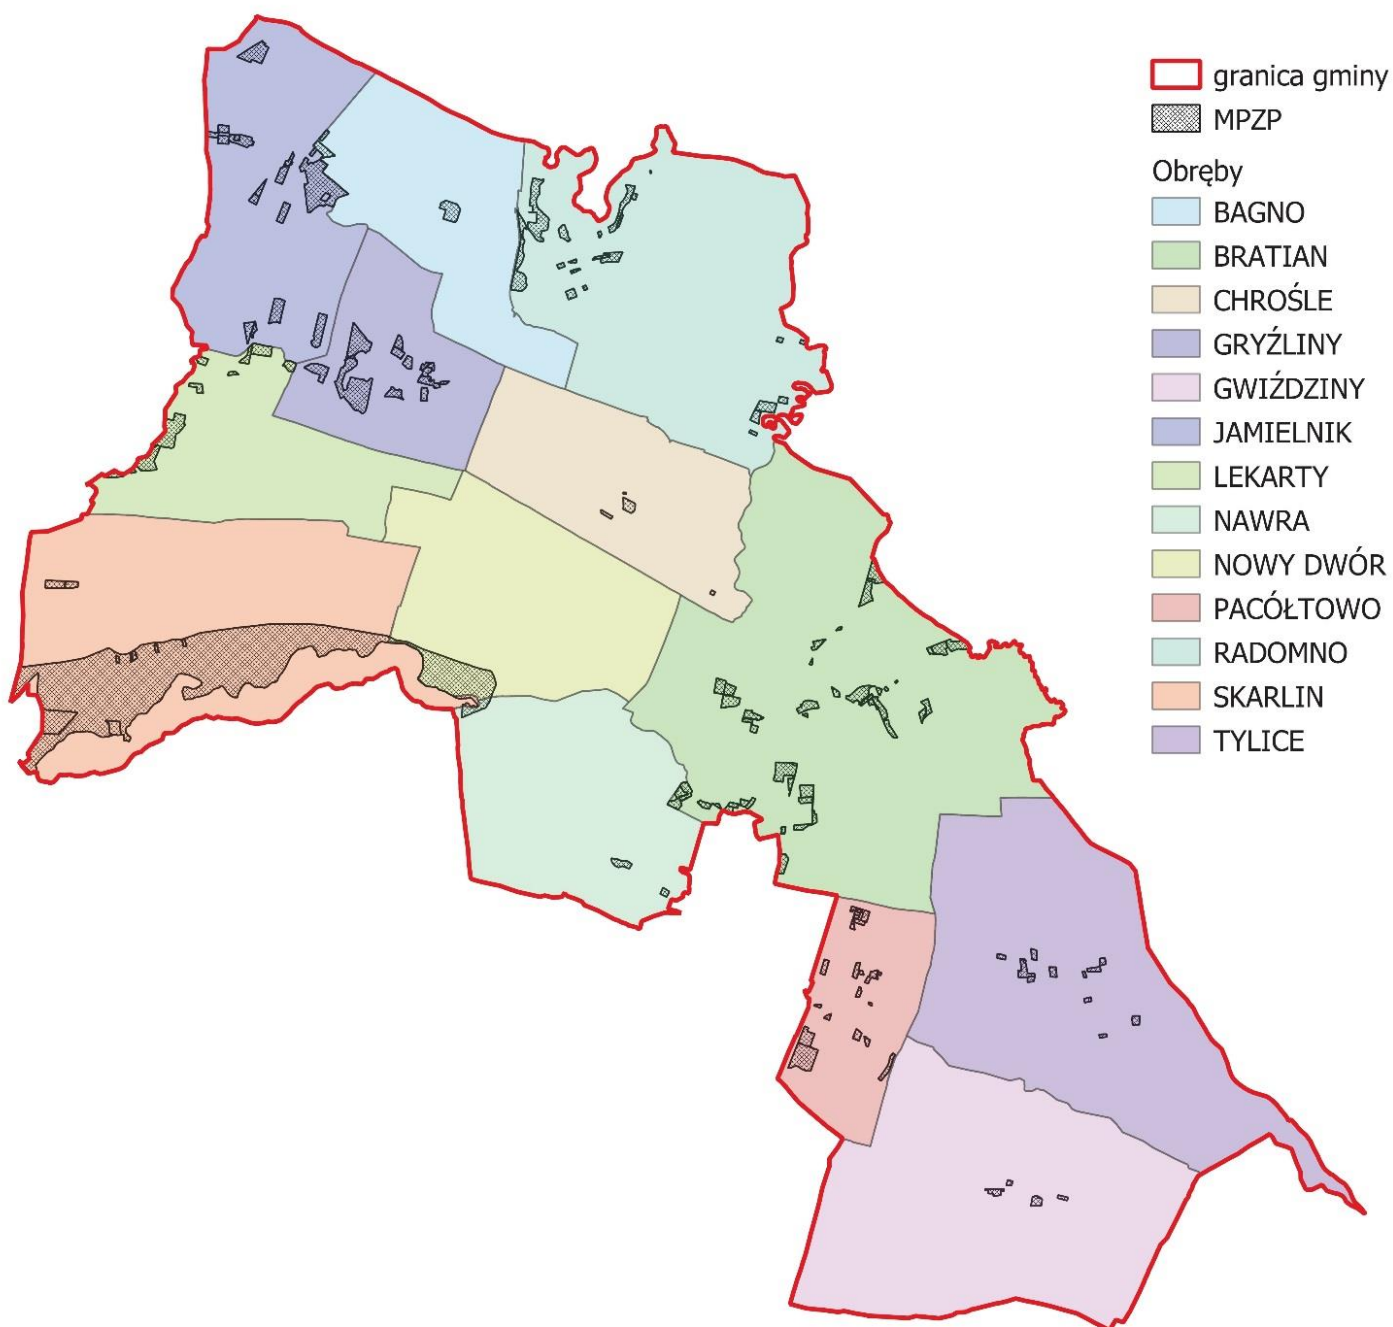 granica gminy
MPZP
Obręby
BAGNO
BRATIAN
CHROŚLE
GRYŹLINY
GWIŹDZINY
JAMIELNIK
LEKARTY
NAWRA
NOWY DWÓR
PACÓŁTOWO
RADOMNO
SKARLIN
TYLICE